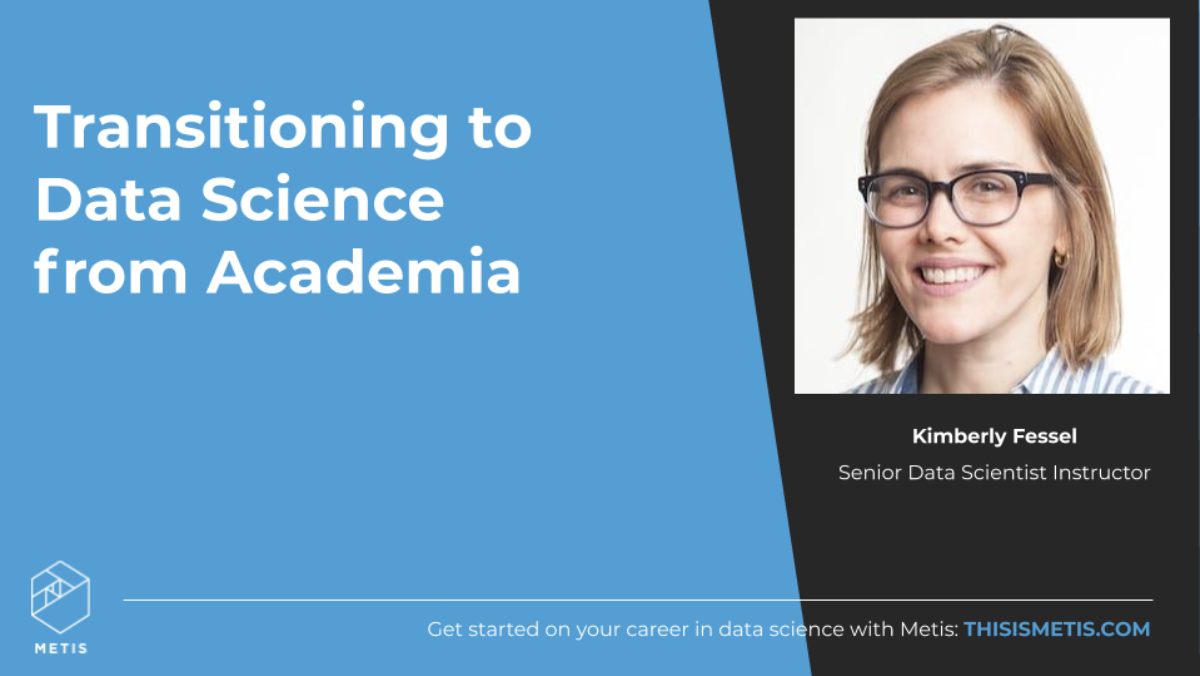 Transitioning to
Data Science
from Academia
Kimberly Fessel
Senior Data Scientist Instructor
METIS
Get started on your career in data science with Metis: THISISMETIS.COM